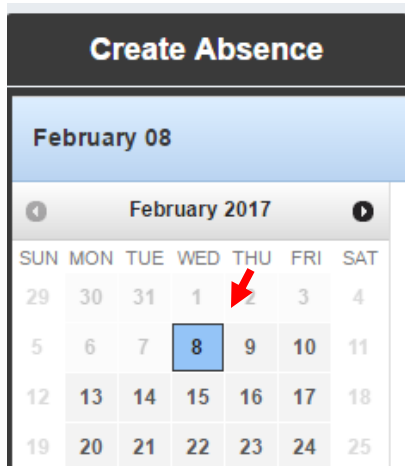 Create Absence
February 08
February 2017
SUN MON TUE WED THU FRI SAT
29 30 31 1 2 3 4
5 6 7 8 9 10 11
12 13 14 15 16 17 18
19 20 21 22 23 24 25